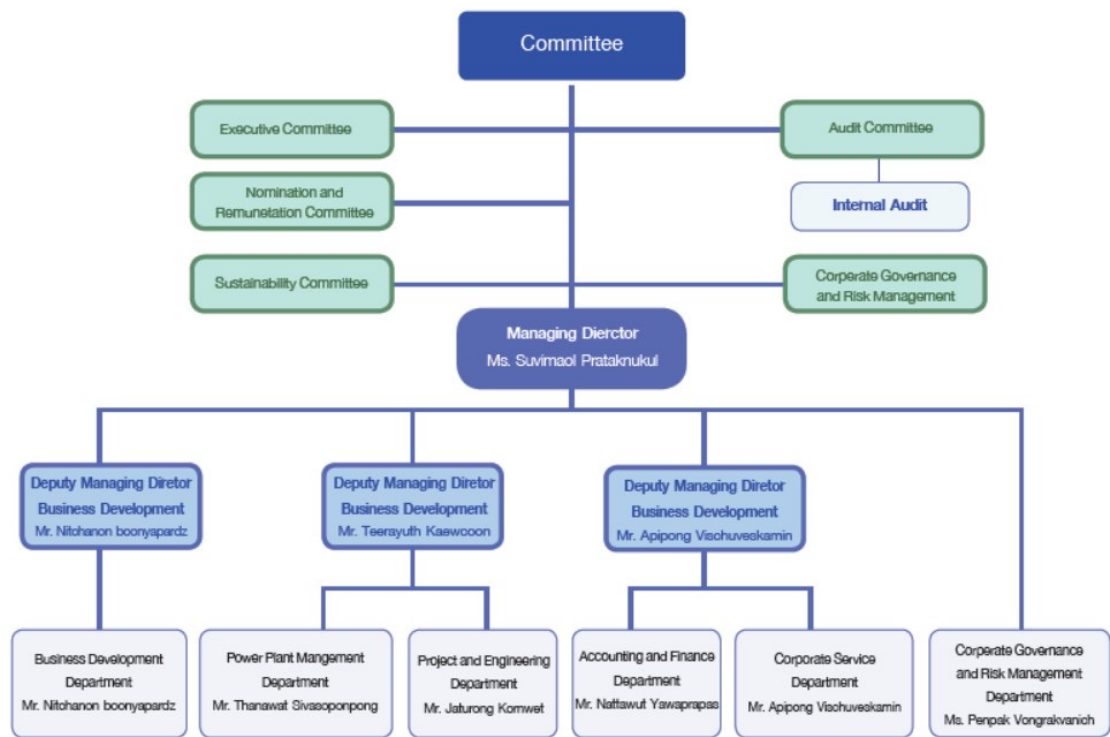 Committee
Executive Committee
Audit Committee
Nomination and
Remunetation Committee
Internal Audit
Sustainability Committee
Corperate Governance
and Risk Management
Managing Dierctor
Ms. Suvimaol Prataknukul
Deputy Managing Diretor
Business Development
Mr. Nitohanon boonyapardz
Deputy Managing Diretor
Business Development
Mr. Teerayuth Kaewcoon
Deputy Managing Diretor
Business Development
Mr. Apipong Vischuveskamin
Business Development
Department
Mr. Nitohanon boonyapardz
Power Plant Mangement
Department
Mr. Thanawat Sivasoponpong
Project and Engineering
Department
Mr. Jaturong Komwet
Accounting and Finance
Department
Mr. Nattawut Yawaprapas
Corporate Service
Department
Mr. Apipong Vischuveskamin
Corperate Governance
and Risk Management
Department
Ms. Penpak Vongrakvanich